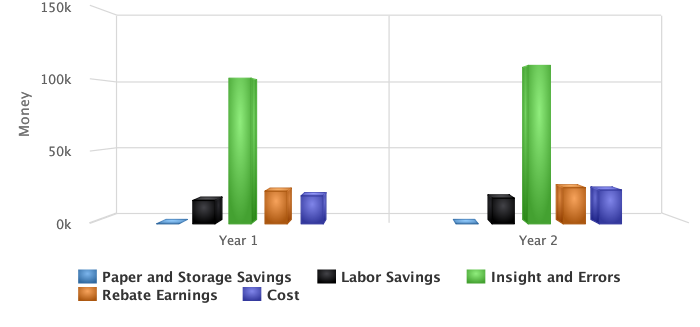 150k
100k
50k
0k
Money
Year 1
Year 2
Paper and Storage Savings
Labor Savings
Insight and Errors
Rebate Earnings
Cost